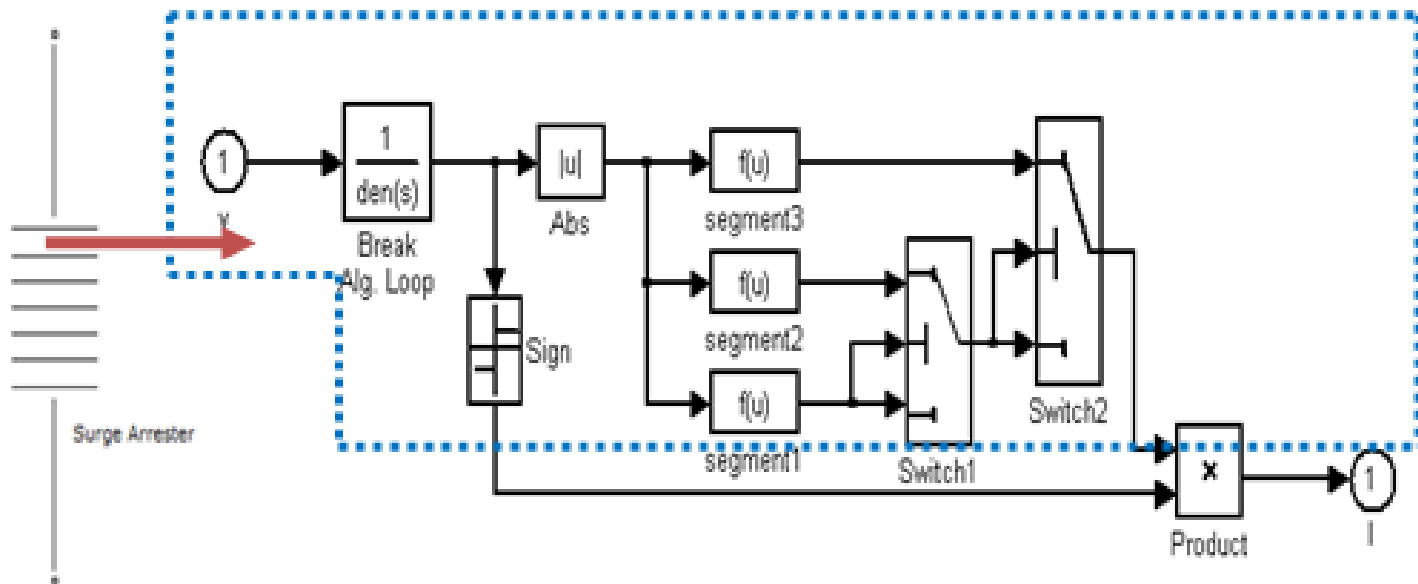 1
V
1
den(s)
Break
Alg. Loop
|u|
Abs
Sign
f(u)
segment3
f(u)
segment2
f(u)
segment1
Switch1
Switch2
×
Product
1
I
Surge Arrester